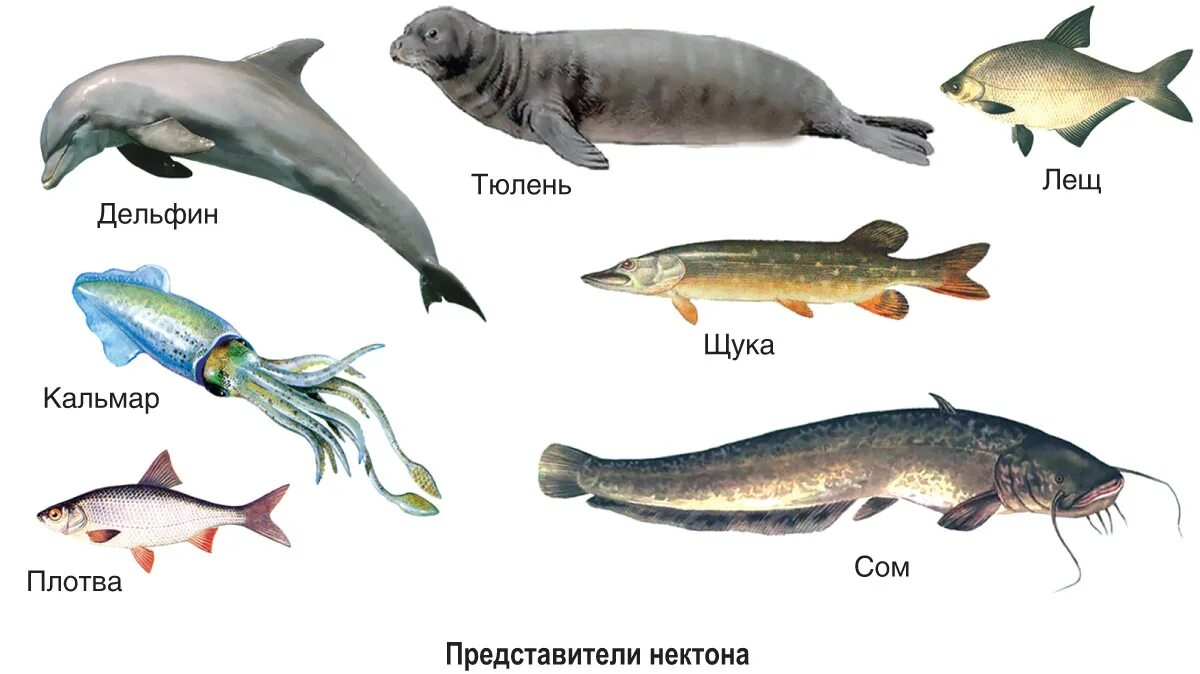 Дельфин
Тюлень
Лещ
Щука
Кальмар
Плотва
Сом
Представители нектона